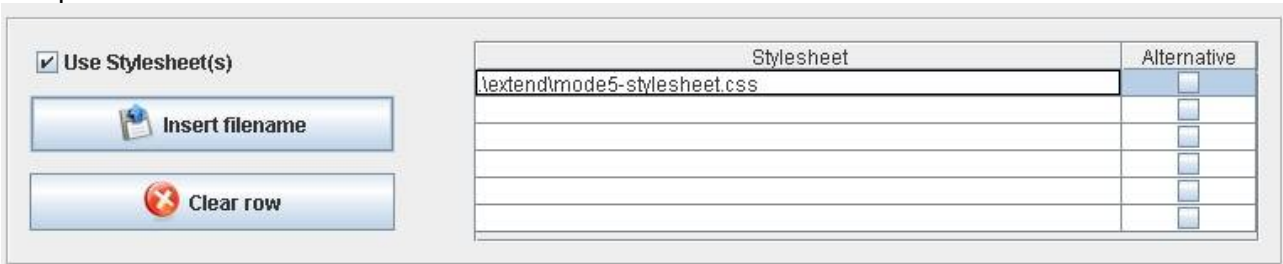 Use Stylesheet(s)
Insert filename
Clear row
Stylesheet Alternative
.\extend\mode5-stylesheet.css